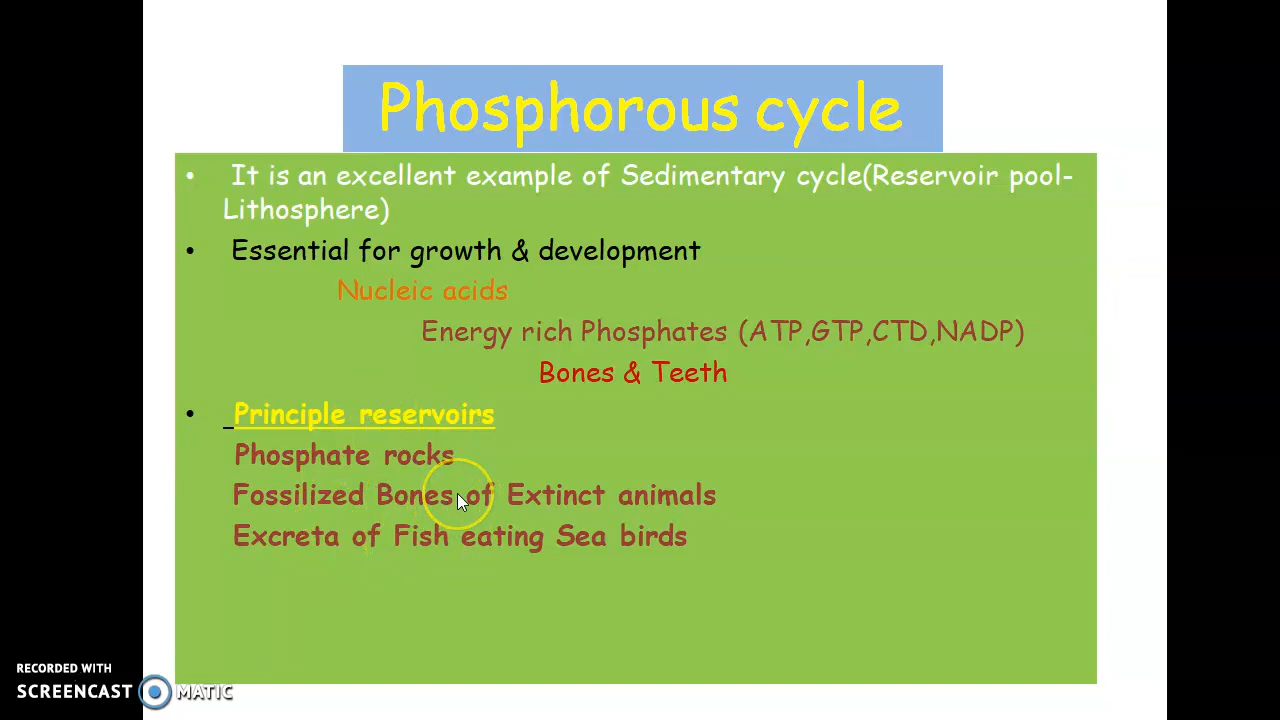 Phosphorous cycle
• It is an excellent example of Sedimentary cycle(Reservoir pool-
Lithosphere)
• Essential for growth & development
Nucleic acids
Energy rich Phosphates (ATP,GTP,CTD,NADP)
Bones & Teeth
• Principle reservoirs
Phosphate rocks
Fossilized Bones of Extinct animals
Excreta of Fish eating Sea birds
RECORDED WITH
SCREENCAST MATIC